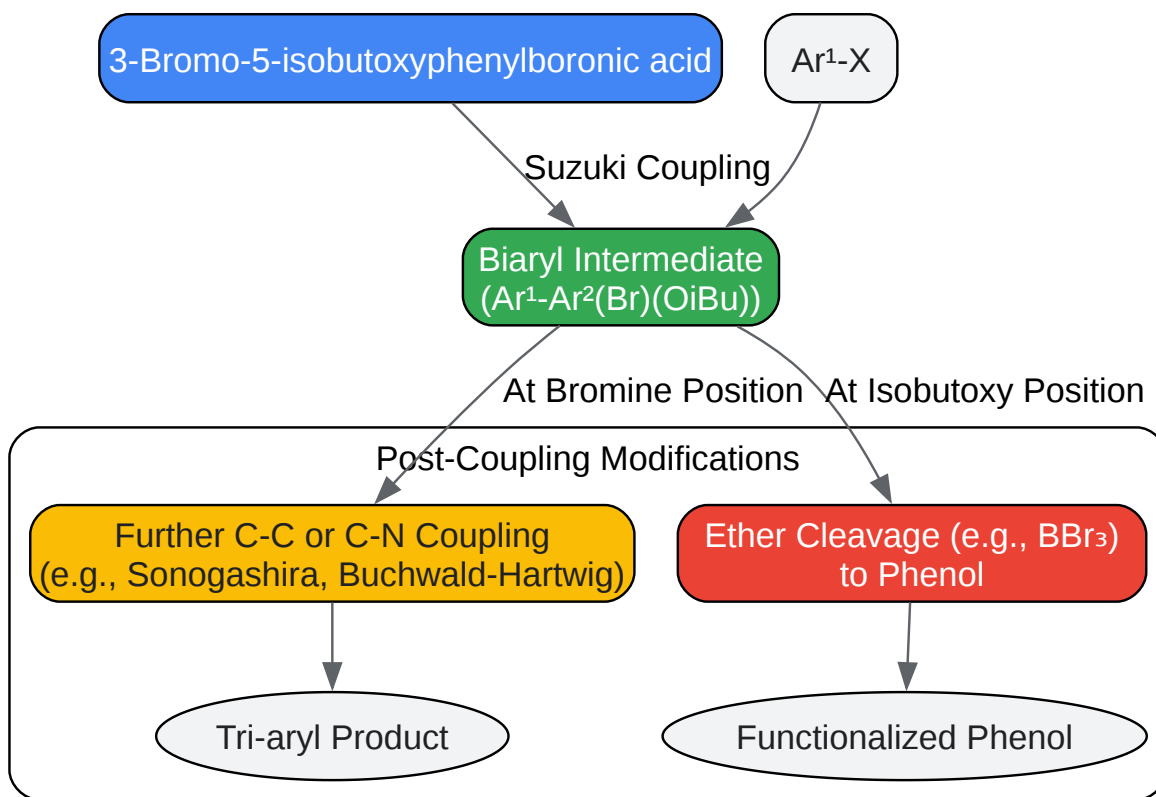 3-Bromo-5-isobutoxyphenylboronic acid
Ar¹-X
Suzuki Coupling
Biaryl Intermediate
(Ar¹-Ar²(Br)(OiBu))
At Bromine Position
At Isobutoxy Position
Post-Coupling Modifications
Further C-C or C-N Coupling
(e.g., Sonogashira, Buchwald-Hartwig)
Ether Cleavage (e.g., BBr₃)
to Phenol
Tri-aryl Product
Functionalized Phenol